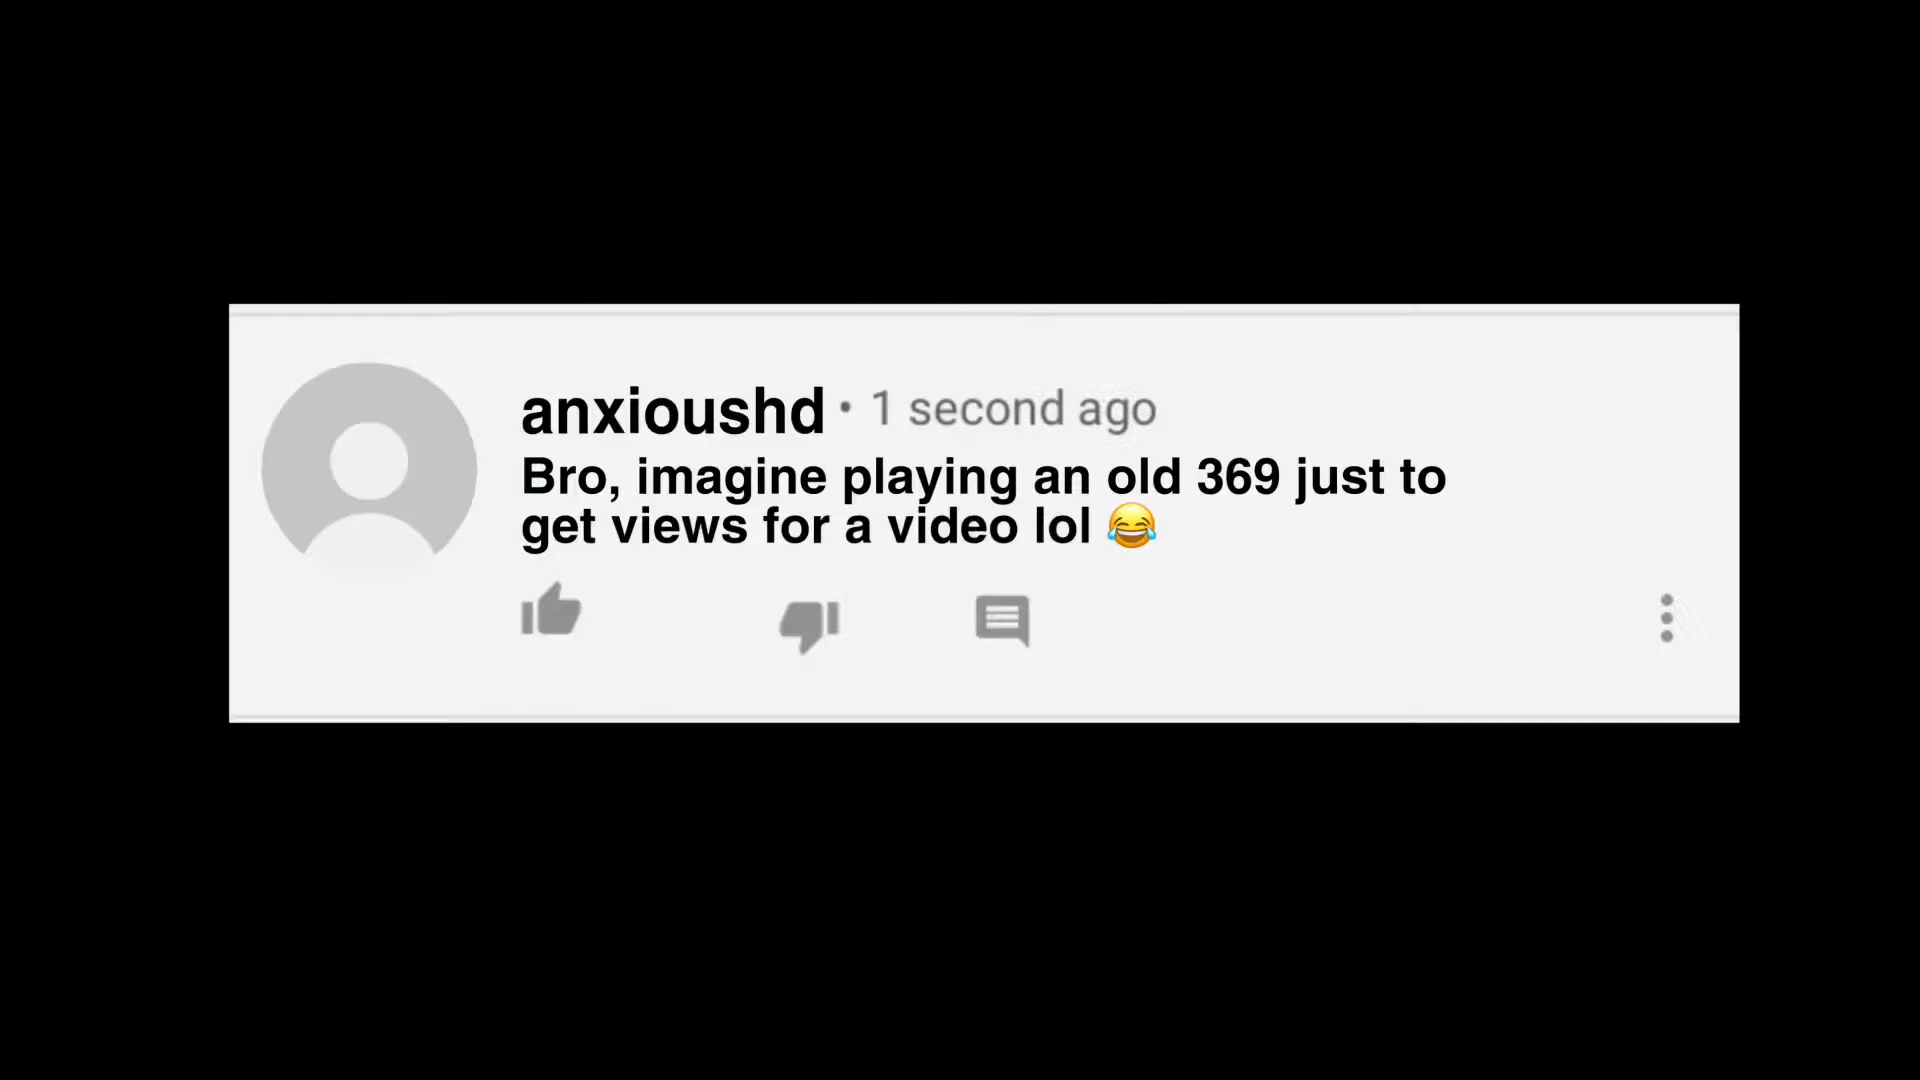 anxioushd · 1 second ago
Bro, imagine playing an old 369 just to
get views for a video lol 😂